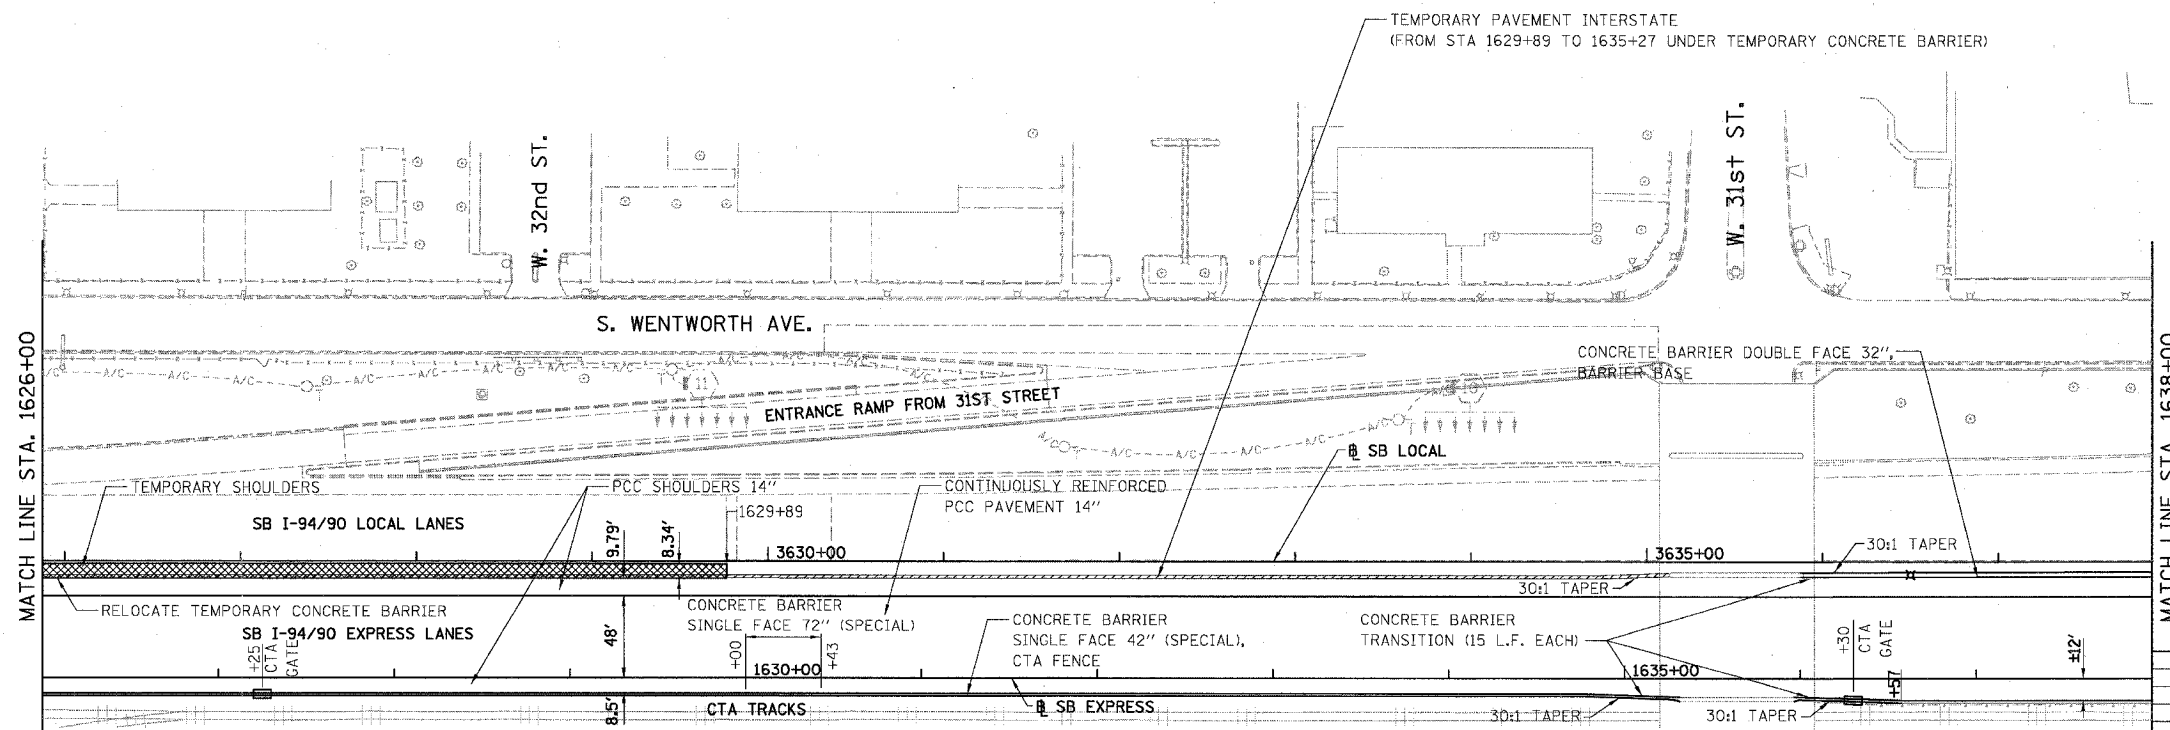 TEMPORARY PAVEMENT INTERSTATE
(FROM STA 1629+89 TO 1635+27 UNDER TEMPORARY CONCRETE BARRIER)
W. 32nd ST.
W. 31st ST.
S. WENTWORTH AVE.
MATCH LINE STA. 1626+00
MATCH LINE STA. 1638+00
CONCRETE BARRIER DOUBLE FACE 32",
BARRIER BASE
A/C A/C A/C A/C A/C A/C A/C A/C A/C A/C
11
ENTRANCE RAMP FROM 31ST STREET
A/C A/C A/C A/C A/C A/C
℄ SB LOCAL
TEMPORARY SHOULDERS
PCC SHOULDERS 14"
CONTINUOUSLY REINFORCED
PCC PAVEMENT 14"
SB I-94/90 LOCAL LANES
1629+89
9.79'
8.34'
3630+00
3635+00
30:1 TAPER
30:1 TAPER
RELOCATE TEMPORARY CONCRETE BARRIER
SB I-94/90 EXPRESS LANES
CONCRETE BARRIER
SINGLE FACE 72" (SPECIAL)
CONCRETE BARRIER
SINGLE FACE 42" (SPECIAL),
CTA FENCE
CONCRETE BARRIER
TRANSITION (15 L.F. EACH)
+25
CTA
GATE
48'
+00
+43
1630+00
1635+00
+30
CTA
GATE
+57
±12'
8.5'
CTA TRACKS
℄ SB EXPRESS
30:1 TAPER
30:1 TAPER